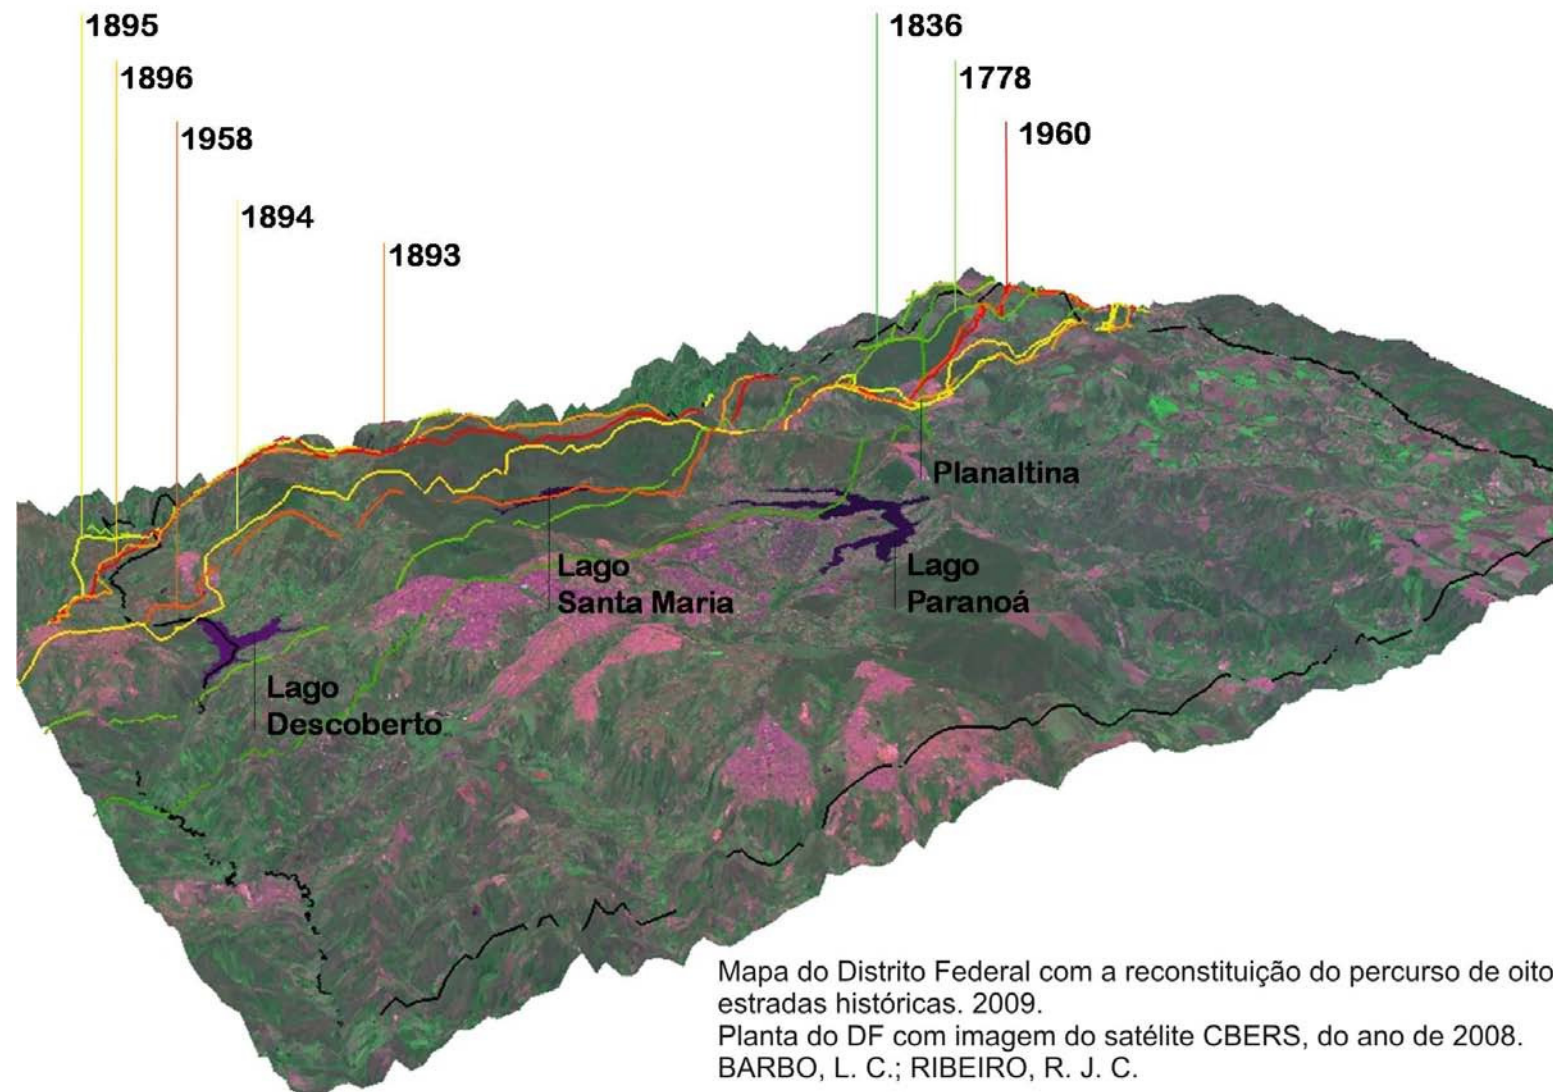 1895
1896
1958
1894
1893
1836
1778
1960
Planaltina
Lago
Santa Maria
Lago
Paranoá
Lago
Descoberto
Mapa do Distrito Federal com a reconstituição do percurso de oito
estradas históricas. 2009.
Planta do DF com imagem do satélite CBERS, do ano de 2008.
BARBO, L. C.; RIBEIRO, R. J. C.